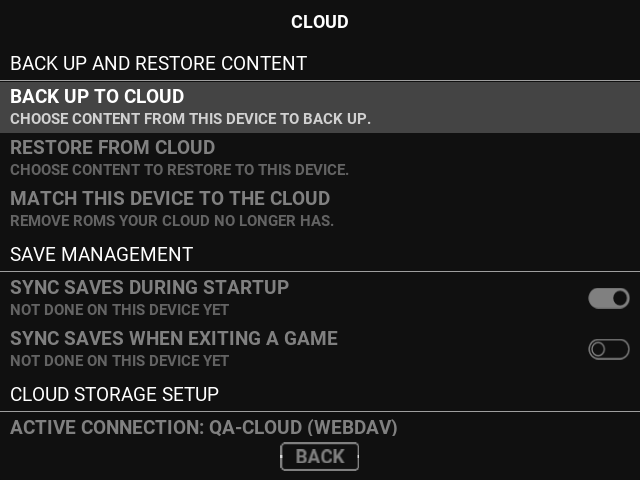 CLOUD
BACK UP AND RESTORE CONTENT
BACK UP TO CLOUD
CHOOSE CONTENT FROM THIS DEVICE TO BACK UP.
RESTORE FROM CLOUD
CHOOSE CONTENT TO RESTORE TO THIS DEVICE.
MATCH THIS DEVICE TO THE CLOUD
REMOVE ROMS YOUR CLOUD NO LONGER HAS.
SAVE MANAGEMENT
SYNC SAVES DURING STARTUP
NOT DONE ON THIS DEVICE YET
SYNC SAVES WHEN EXITING A GAME
NOT DONE ON THIS DEVICE YET
CLOUD STORAGE SETUP
ACTIVE CONNECTION: QA-CLOUD (WEBDAV)
BACK